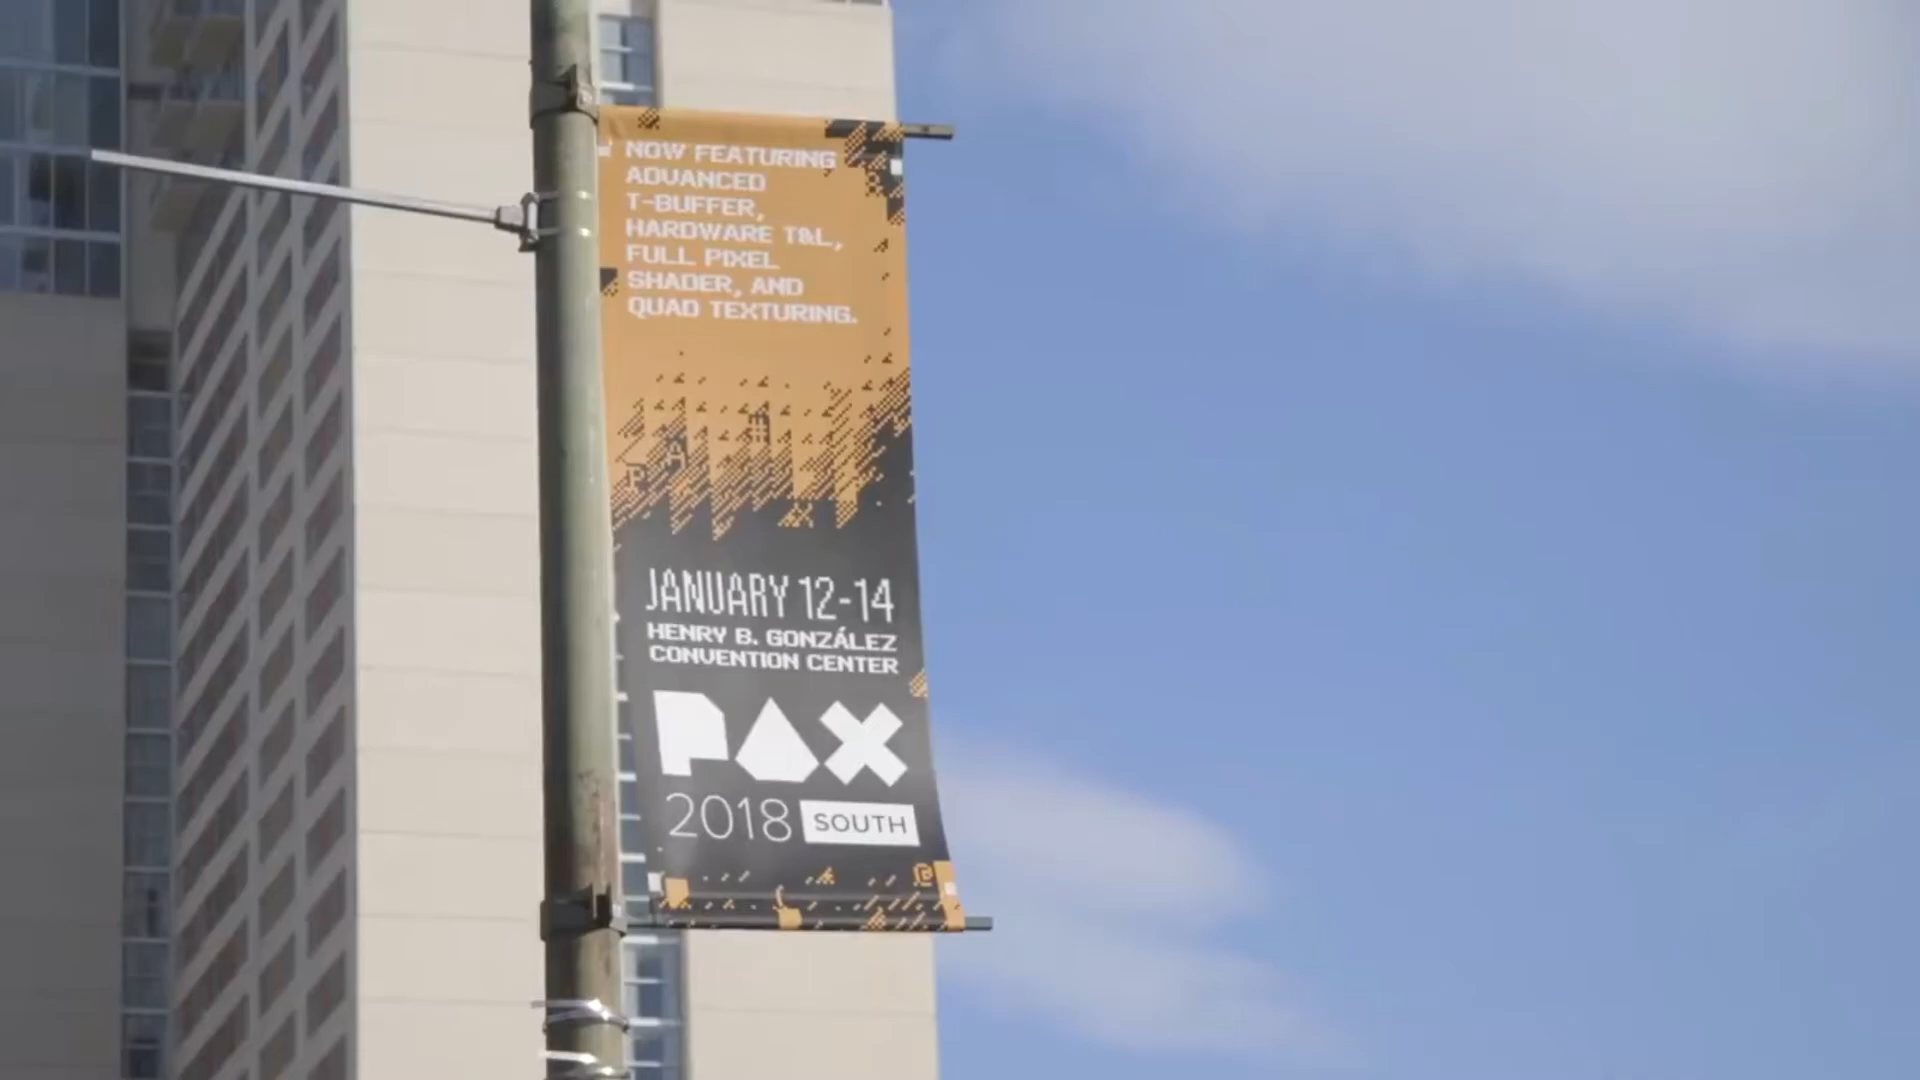 NOW FEATURING
ADVANCED
T-BUFFER,
HARDWARE T&L,
FULL PIXEL
SHADER, AND
QUAD TEXTURING.
#
A
P
X
JANUARY 12-14
HENRY B. GONZÁLEZ
CONVENTION CENTER
PAX
2018 SOUTH
@